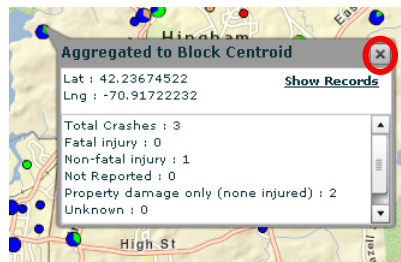 Hingham
Aggregated to Block Centroid
Lat : 42.23674522
Lng : -70.91722232
Show Records
Total Crashes : 3
Fatal injury : 0
Non-fatal injury : 1
Not Reported : 0
Property damage only (none injured) : 2
Unknown : 0
High St